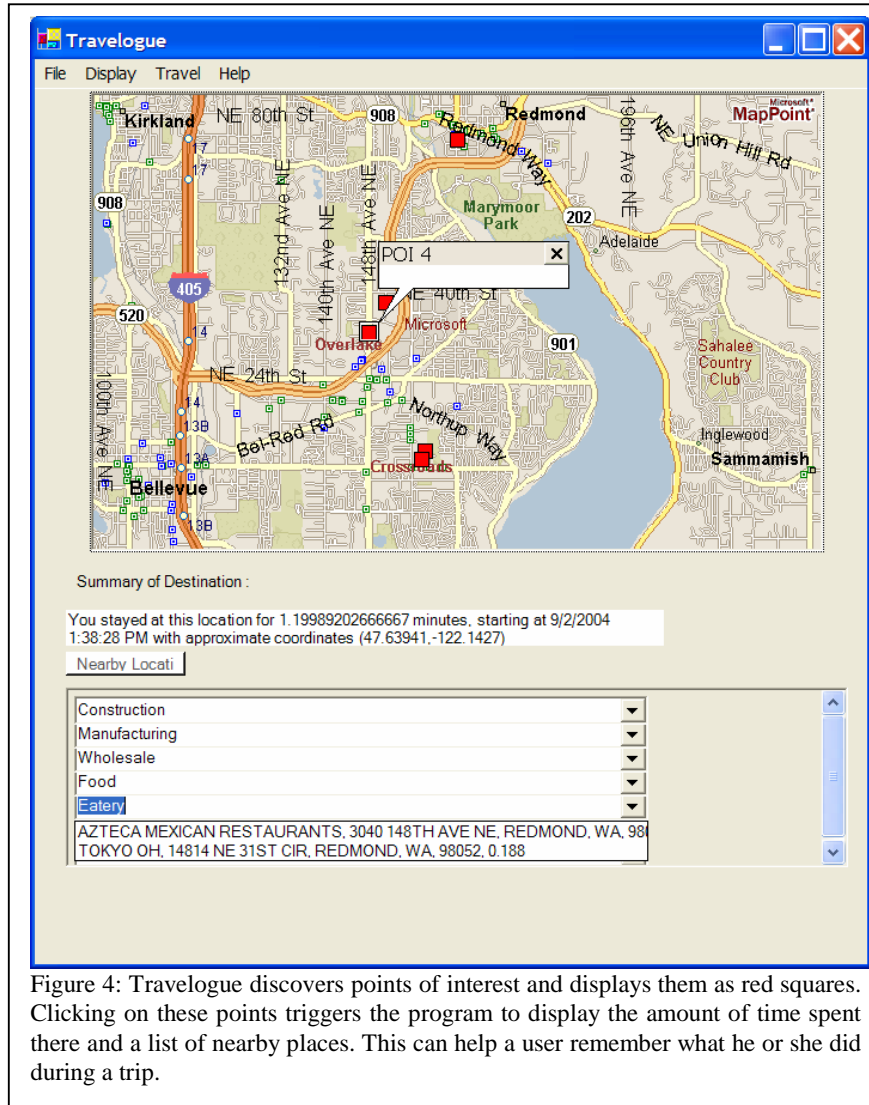 Travelogue
File Display Travel Help
Kirkland
NE 80th St
908
Redmond
Microsoft
MapPoint
17
17
Redmond Way
196th Ave NE
NE Union Hill Rd
908
132nd Ave NE
140th Ave NE
148th Ave NE
Marymoor
Park
202
Adelaide
POI 4
405
NE 40th St
520
14
Overlake
Microsoft
901
Sahalee
Country
Club
NE 24th St
100th Ave NE
14
13B
Bel-Red Rd
Northup Way
13A
Crossroads
Inglewood
Sammamish
Bellevue
13B
Summary of Destination :
You stayed at this location for 1.19989202666667 minutes, starting at 9/2/2004
1:38:28 PM with approximate coordinates (47.63941,-122.1427)
Nearby Locati
Construction
Manufacturing
Wholesale
Food
Eatery
AZTECA MEXICAN RESTAURANTS, 3040 148TH AVE NE, REDMOND, WA, 980
TOKYO OH, 14814 NE 31ST CIR, REDMOND, WA, 98052, 0.188
Figure 4: Travelogue discovers points of interest and displays them as red squares.
Clicking on these points triggers the program to display the amount of time spent
there and a list of nearby places. This can help a user remember what he or she did
during a trip.